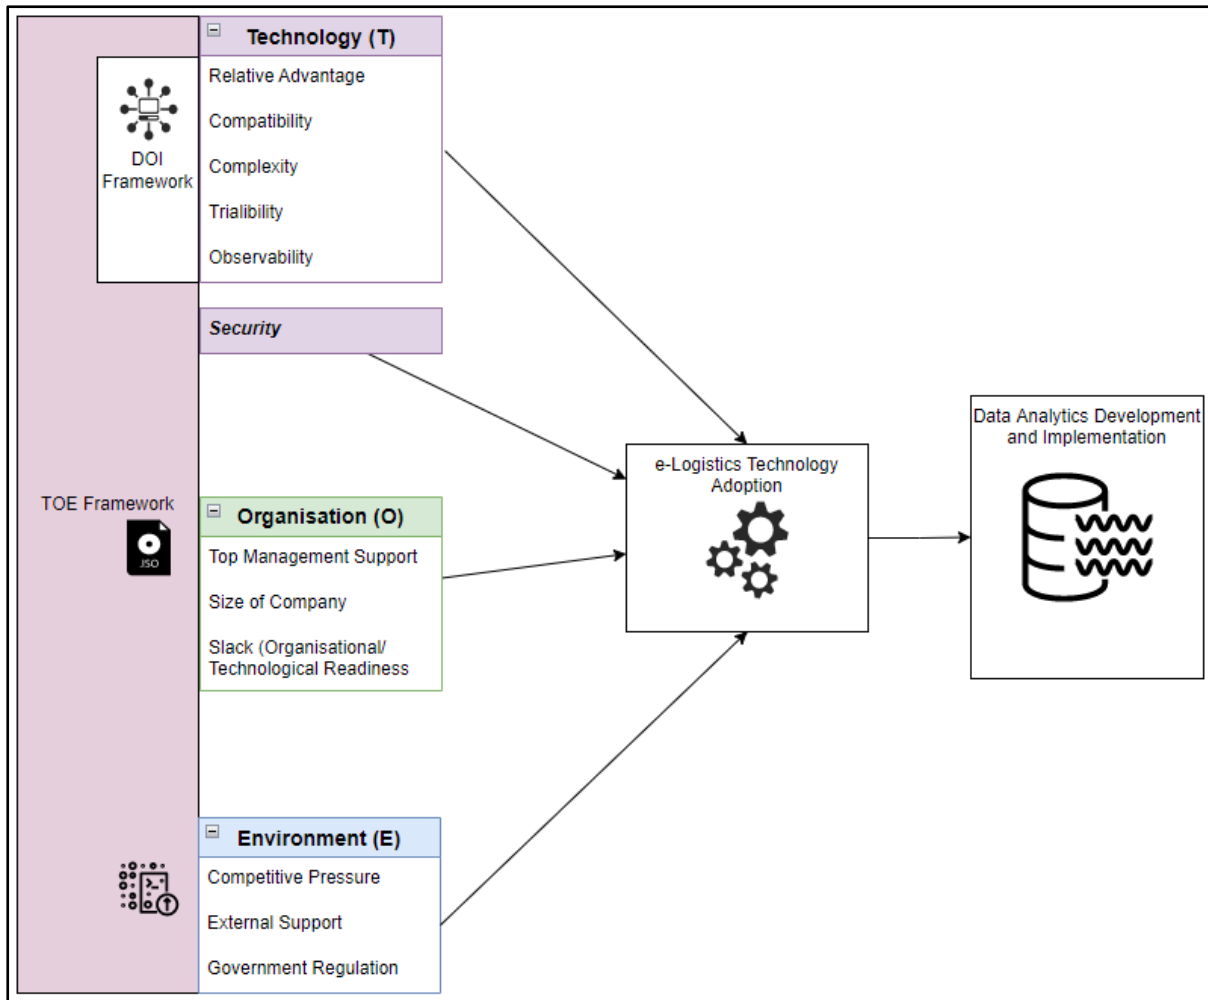 Technology (T)
Relative Advantage
Compatibility
Complexity
Trialibility
Observability
DOI
Framework
Security
TOE Framework
JSO
Organisation (O)
Top Management Support
Size of Company
Slack (Organisational/
Technological Readiness
Environment (E)
Competitive Pressure
External Support
Government Regulation
e-Logistics Technology
Adoption
Data Analytics Development
and Implementation